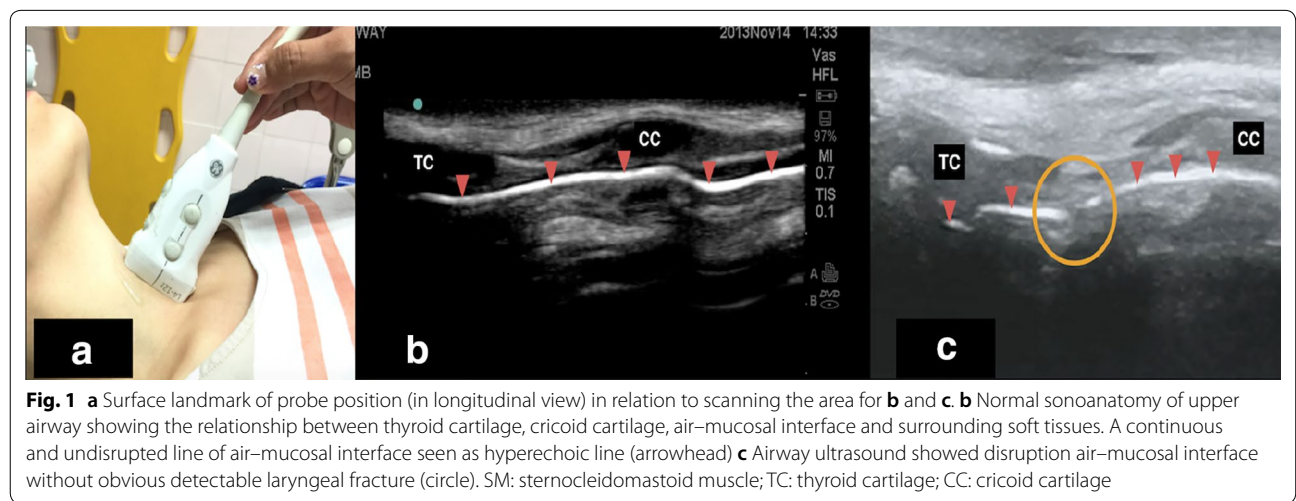 WAY
2013Nov14 14:33
MB
Vas
HFL
97%
MI
0.7
TIS
0.1
A
B
DVD
TC
CC
TC
CC
a
b
c
Fig. 1 a Surface landmark of probe position (in longitudinal view) in relation to scanning the area for b and c. b Normal sonoanatomy of upper
airway showing the relationship between thyroid cartilage, cricoid cartilage, air–mucosal interface and surrounding soft tissues. A continuous
and undisrupted line of air–mucosal interface seen as hyperechoic line (arrowhead) c Airway ultrasound showed disruption air–mucosal interface
without obvious detectable laryngeal fracture (circle). SM: sternocleidomastoid muscle; TC: thyroid cartilage; CC: cricoid cartilage